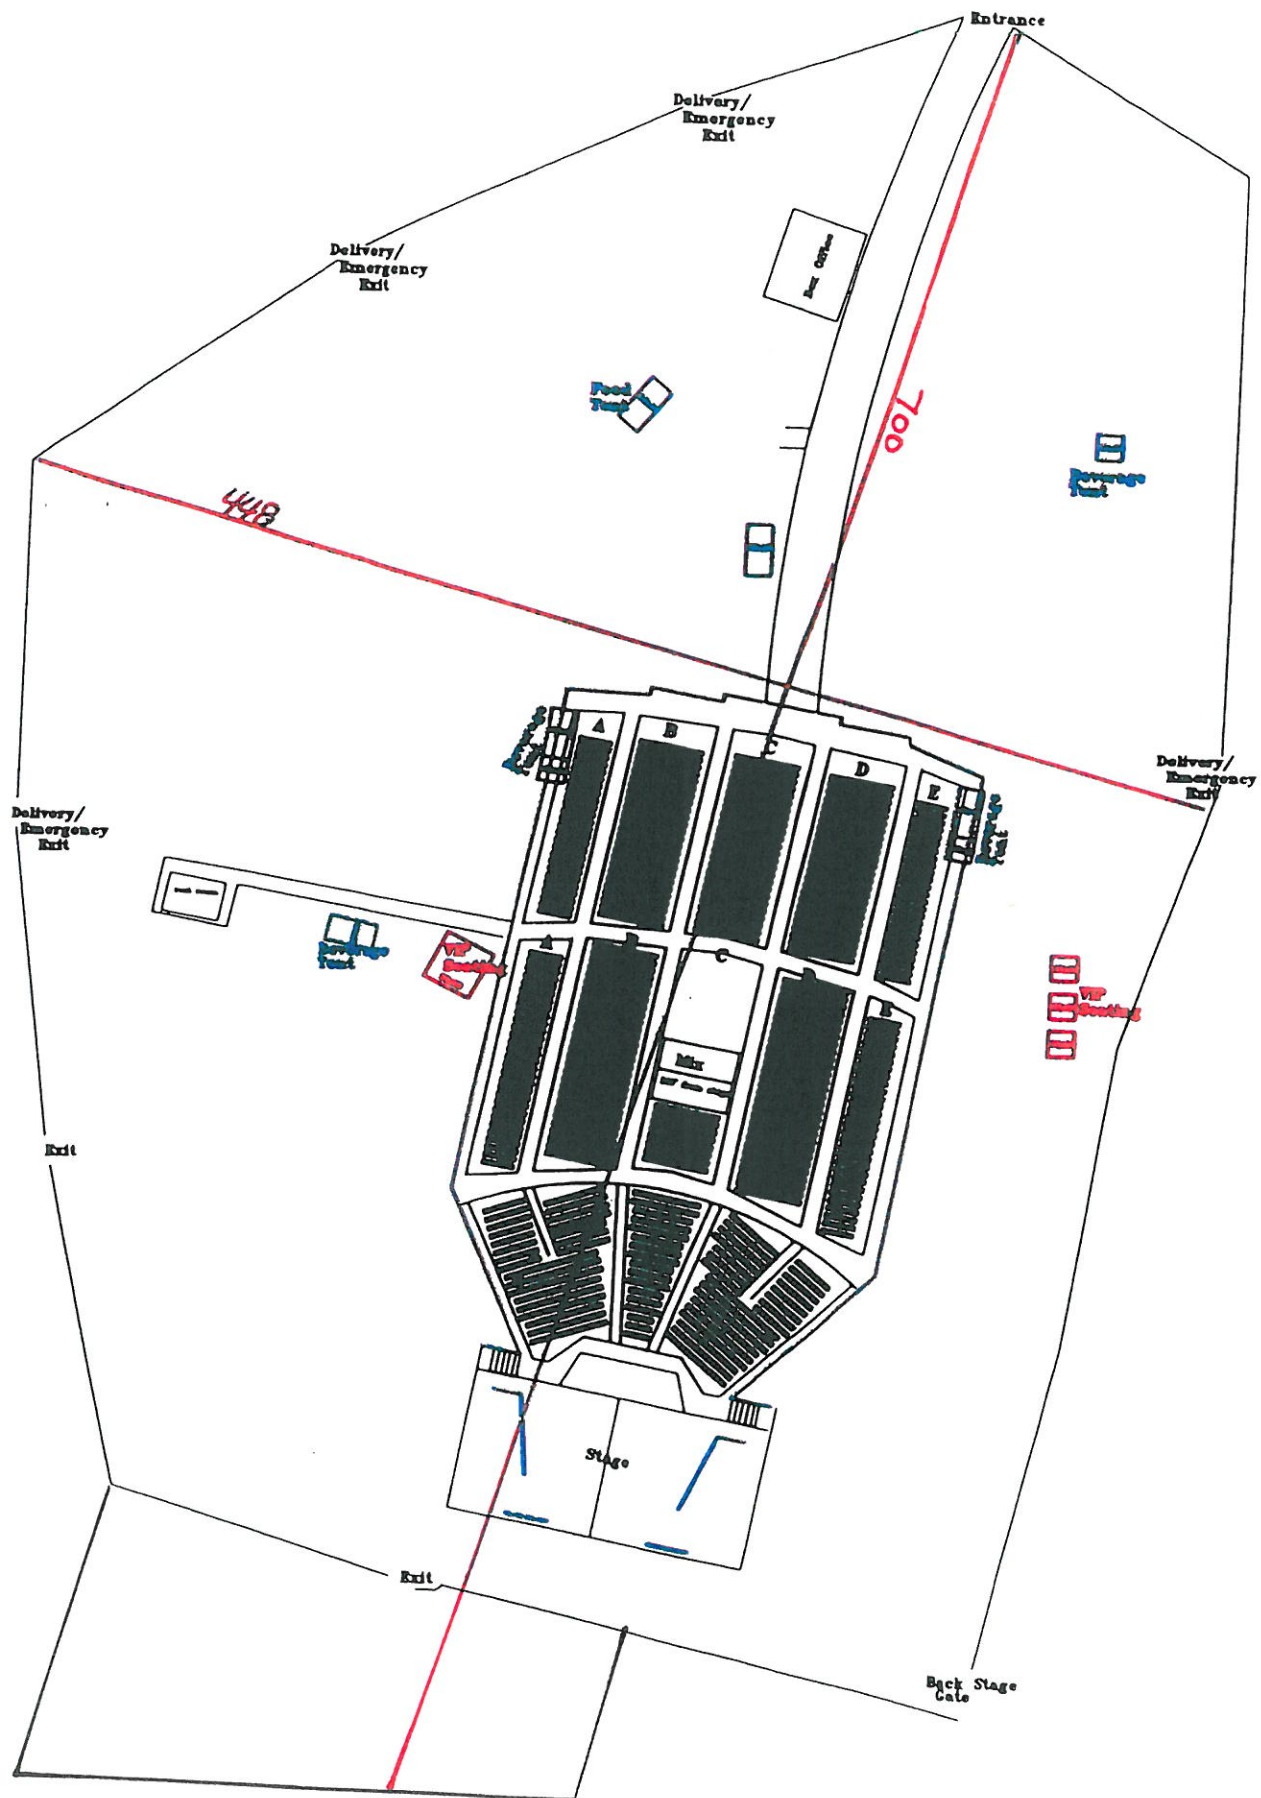 Entrance
Delivery/
Emergency
Exit
Delivery/
Emergency
Exit
Box Office
Food
Tent
700
Beverage
Tent
448
A
B
C
D
E
Delivery/
Emergency
Exit
Delivery/
Emergency
Exit
Beverage
Tent
VIP
Seating
A
B
C
D
E
VIP
Seating
Mix
Exit
Stage
Exit
Back Stage
Gate